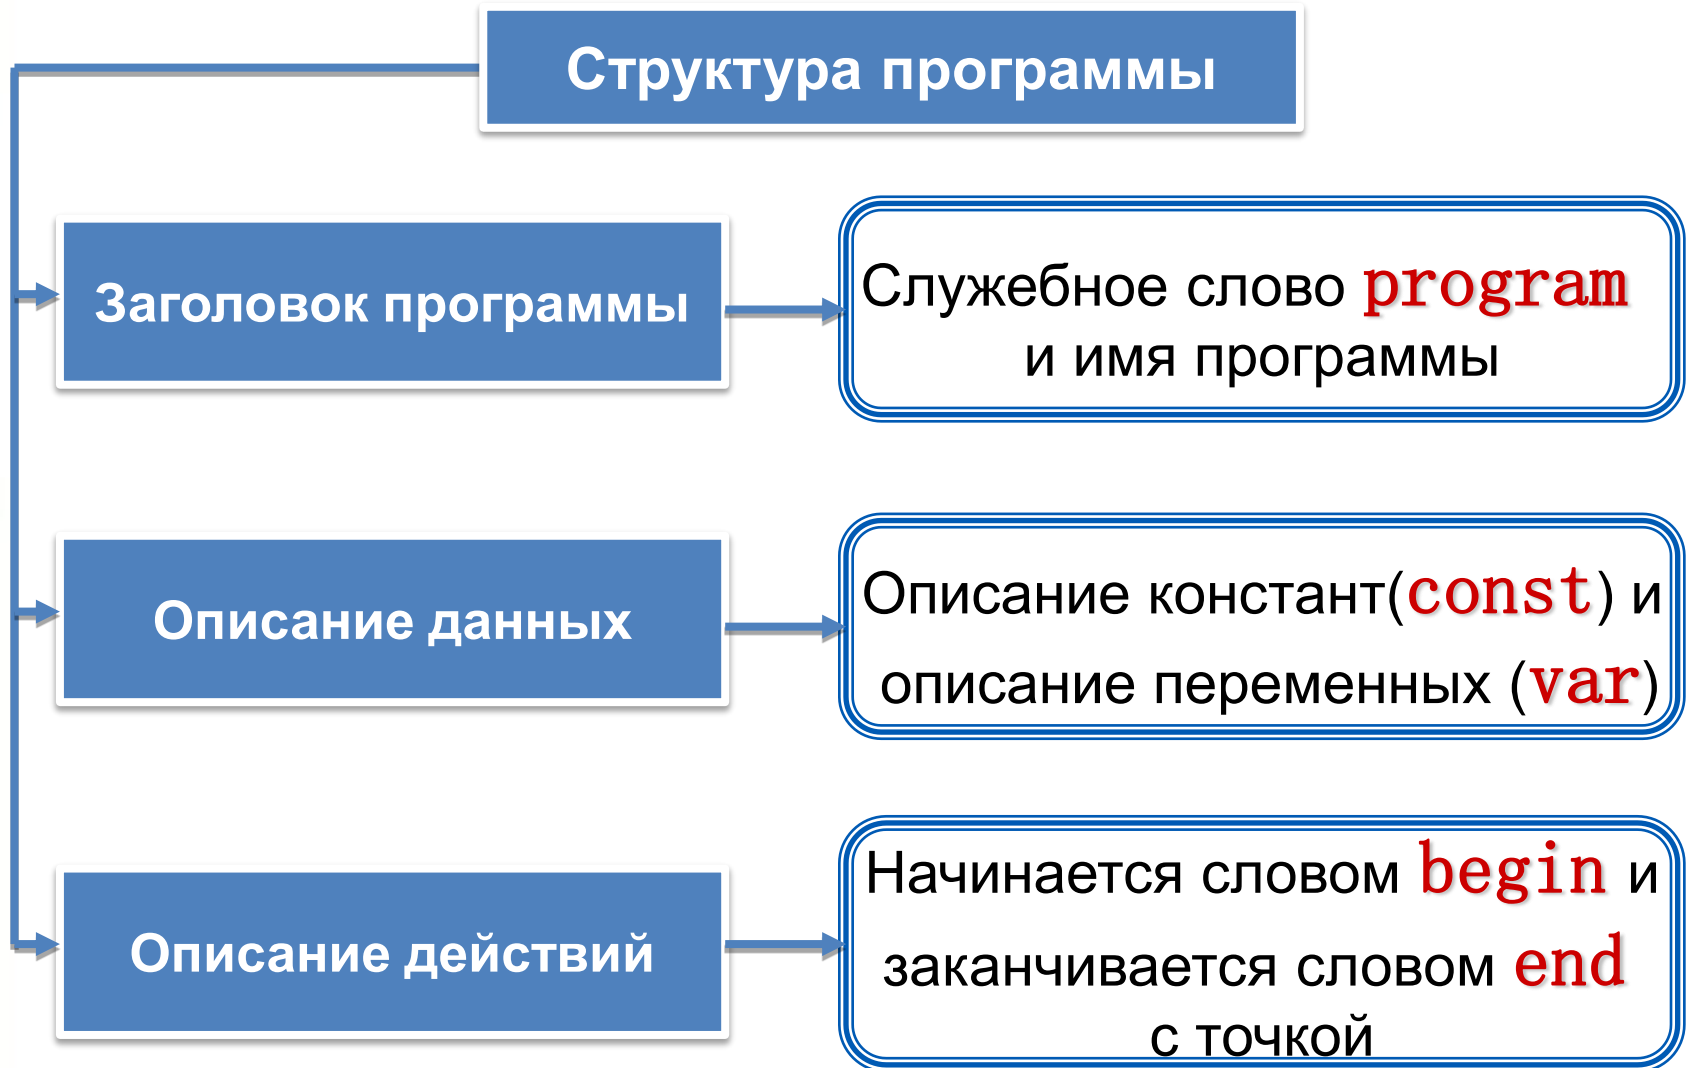 Структура программы
Заголовок программы
Служебное слово program
и имя программы
Описание данных
Описание констант(const) и
описание переменных (var)
Описание действий
Начинается словом begin и
заканчивается словом end
с точкой